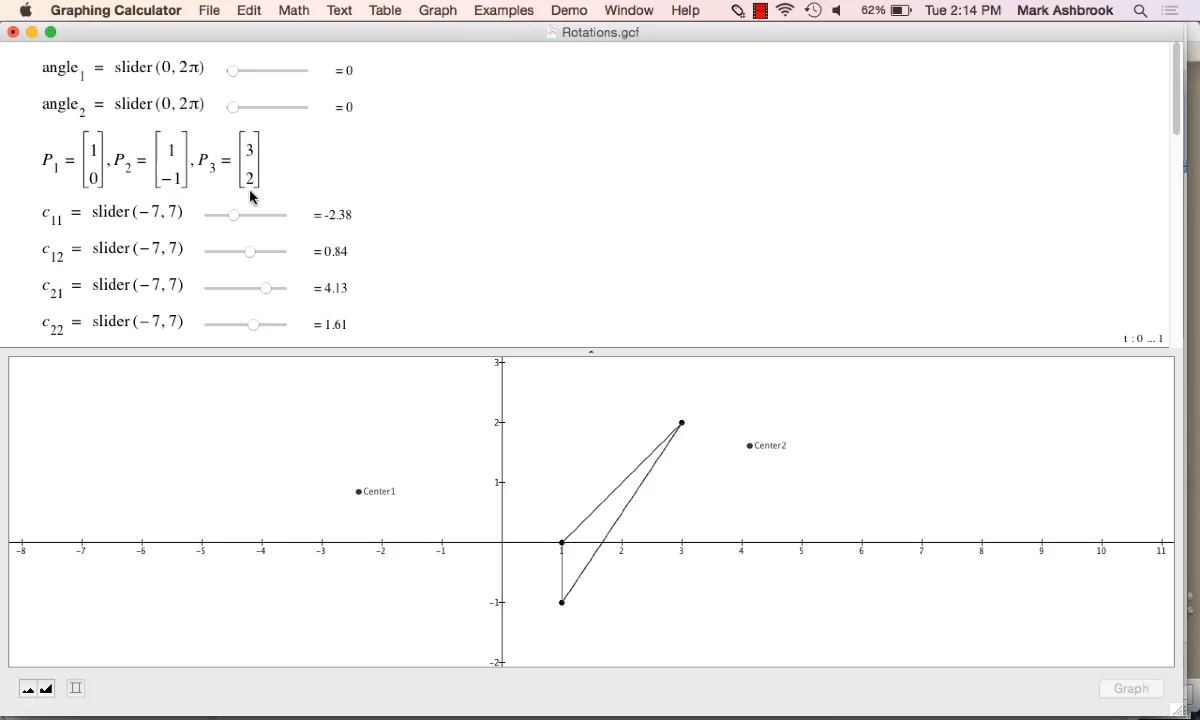 Graphing Calculator File Edit Math Text Table Graph Examples Demo Window Help 62% Tue 2:14 PM Mark Ashbrook
Rotations.gcf
angle₁ = slider(0, 2π) =0
angle₂ = slider(0, 2π) =0
P₁ = [1 0], P₂ = [1 −1], P₃ = [3 2]
c₁₁ = slider(−7, 7) =-2.38
c₁₂ = slider(−7, 7) =0.84
c₂₁ = slider(−7, 7) =4.13
c₂₂ = slider(−7, 7) =1.61
t : 0 ... 1
3
2
Center2
1
Center1
-8 -7 -6 -5 -4 -3 -2 -1 1 2 3 4 5 6 7 8 9 10 11
-1
-2
Graph